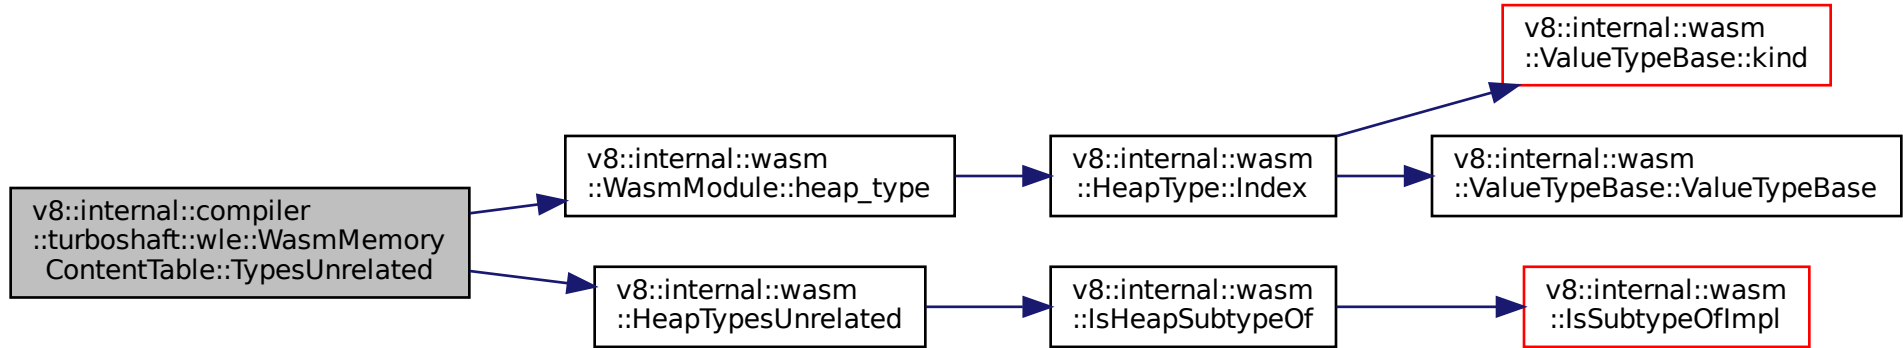 v8::internal::compiler
::turboshaft::wle::WasmMemory
ContentTable::TypesUnrelated
v8::internal::wasm
::WasmModule::heap_type
v8::internal::wasm
::HeapType::Index
v8::internal::wasm
::ValueTypeBase::kind
v8::internal::wasm
::ValueTypeBase::ValueTypeBase
v8::internal::wasm
::HeapTypesUnrelated
v8::internal::wasm
::IsHeapSubtypeOf
v8::internal::wasm
::IsSubtypeOfImpl